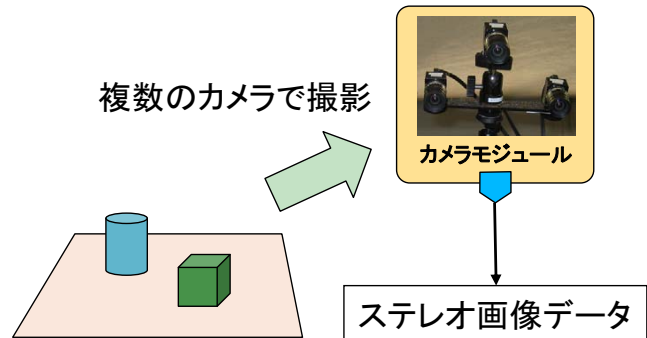 複数のカメラで撮影
カメラモジュール
ステレオ画像データ